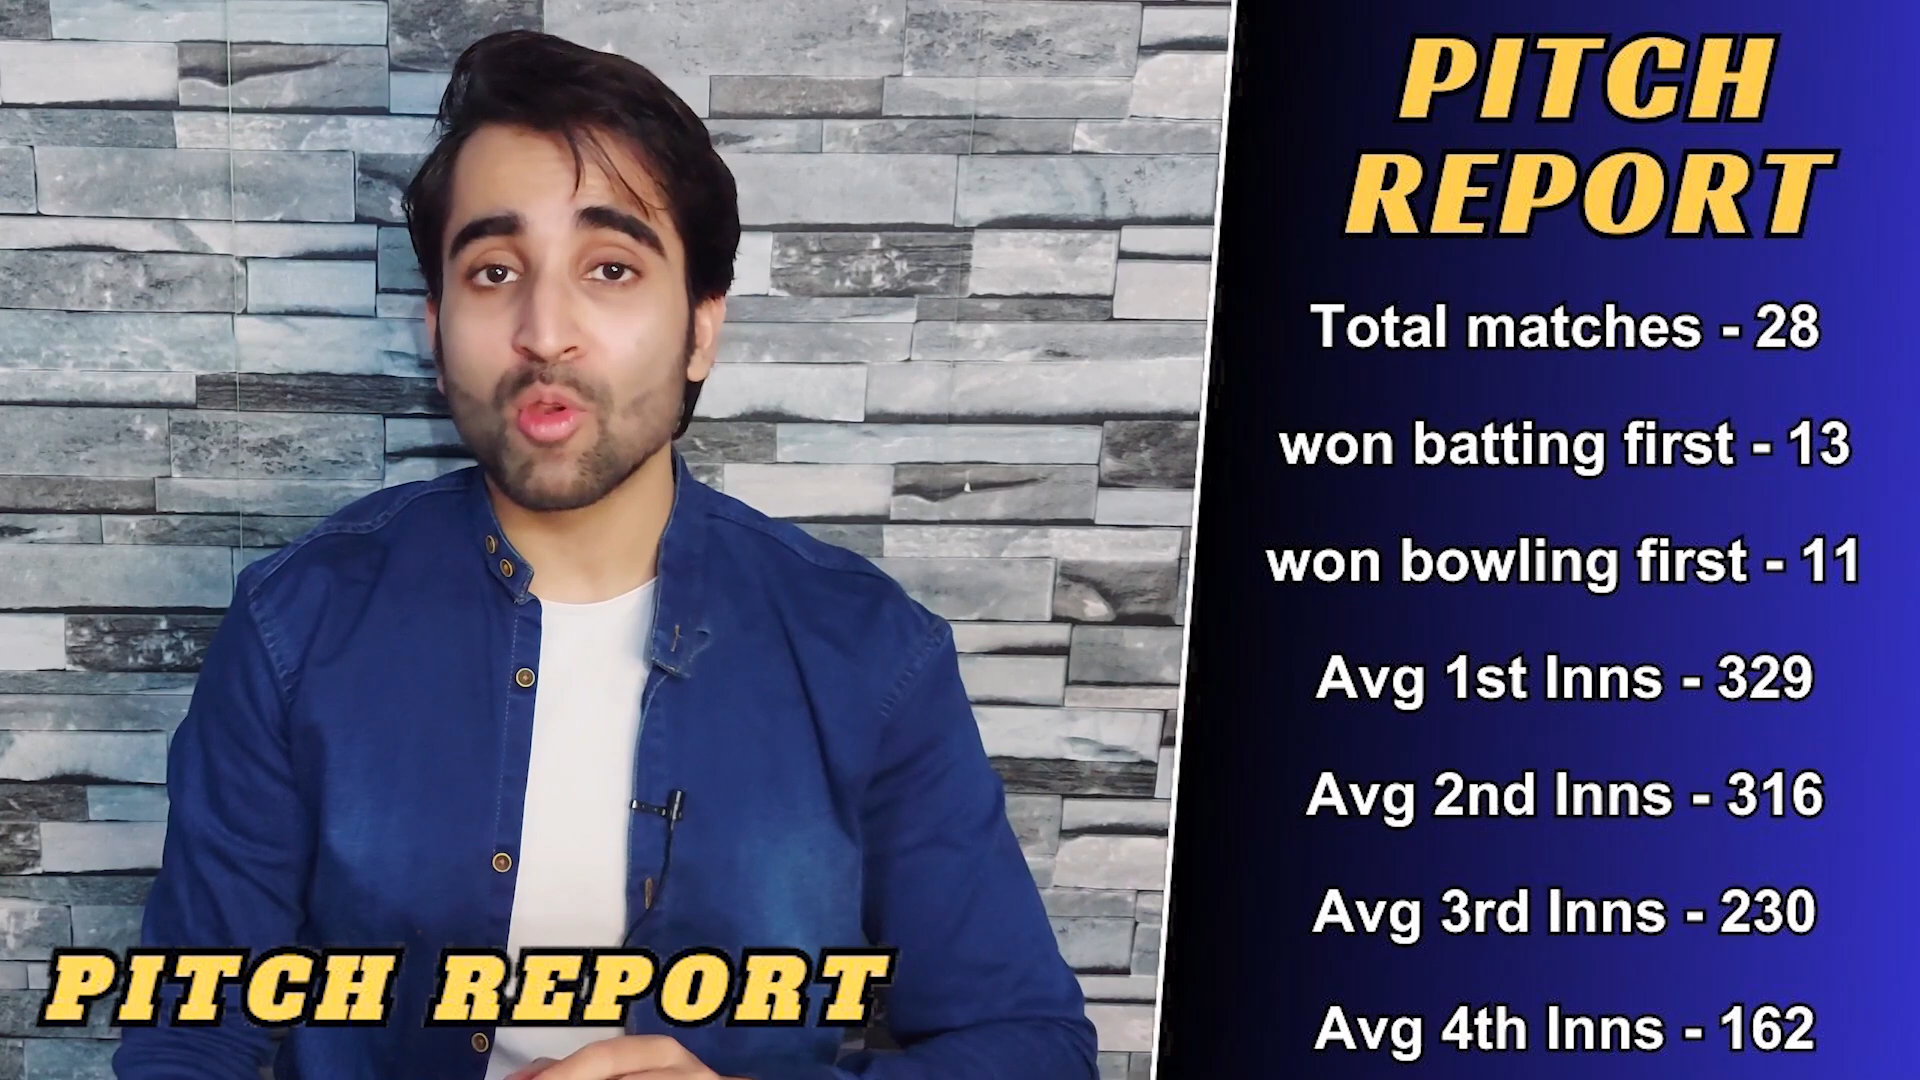 PITCH
REPORT
Total matches - 28
won batting first - 13
won bowling first - 11
Avg 1st Inns - 329
Avg 2nd Inns - 316
Avg 3rd Inns - 230
Avg 4th Inns - 162
PITCH REPORT